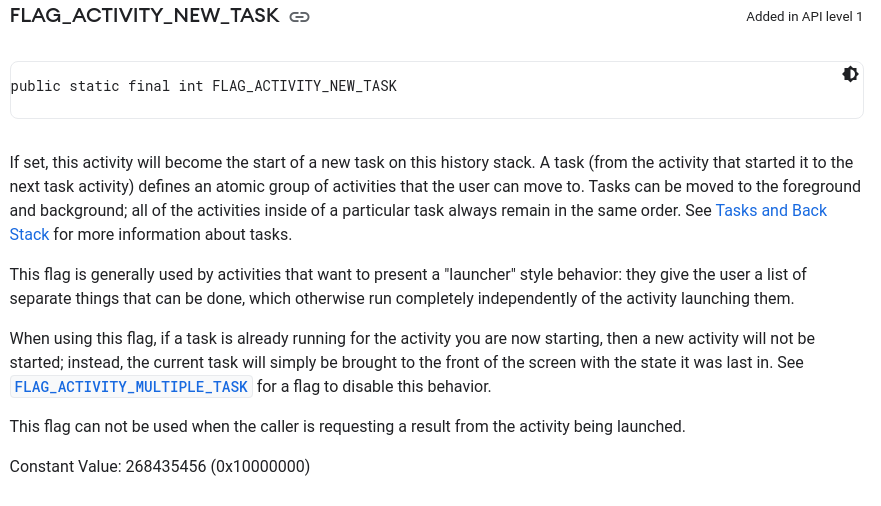 FLAG_ACTIVITY_NEW_TASK
Added in API level 1
public static final int FLAG_ACTIVITY_NEW_TASK
If set, this activity will become the start of a new task on this history stack. A task (from the activity that started it to the
next task activity) defines an atomic group of activities that the user can move to. Tasks can be moved to the foreground
and background; all of the activities inside of a particular task always remain in the same order. See Tasks and Back
Stack for more information about tasks.
This flag is generally used by activities that want to present a "launcher" style behavior: they give the user a list of
separate things that can be done, which otherwise run completely independently of the activity launching them.
When using this flag, if a task is already running for the activity you are now starting, then a new activity will not be
started; instead, the current task will simply be brought to the front of the screen with the state it was last in. See
FLAG_ACTIVITY_MULTIPLE_TASK for a flag to disable this behavior.
This flag can not be used when the caller is requesting a result from the activity being launched.
Constant Value: 268435456 (0x10000000)